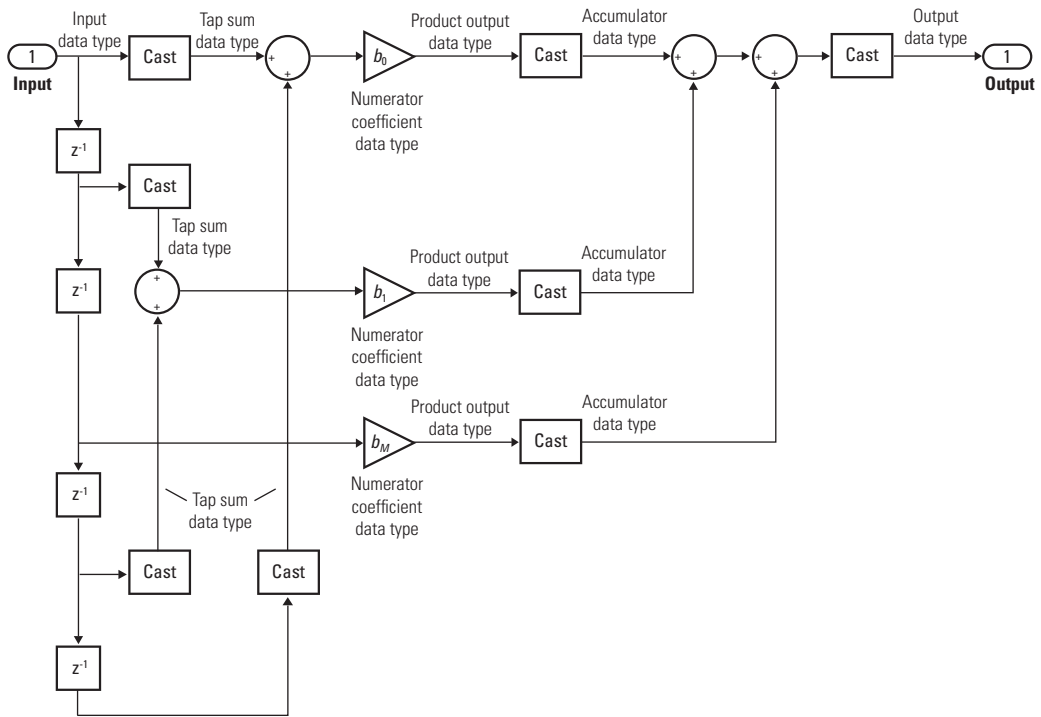 Input
data type
Tap sum
data type
Product output
data type
Accumulator
data type
Output
data type
1
Input
Cast
+
+
b₀
Cast
+
+
+
+
Cast
1
Output
Numerator
coefficient
data type
z⁻¹
Cast
Tap sum
data type
z⁻¹
+
+
b₁
Product output
data type
Cast
Accumulator
data type
Numerator
coefficient
data type
Product output
data type
Accumulator
data type
b_M
Cast
Numerator
coefficient
data type
z⁻¹
Tap sum
data type
Cast
Cast
z⁻¹